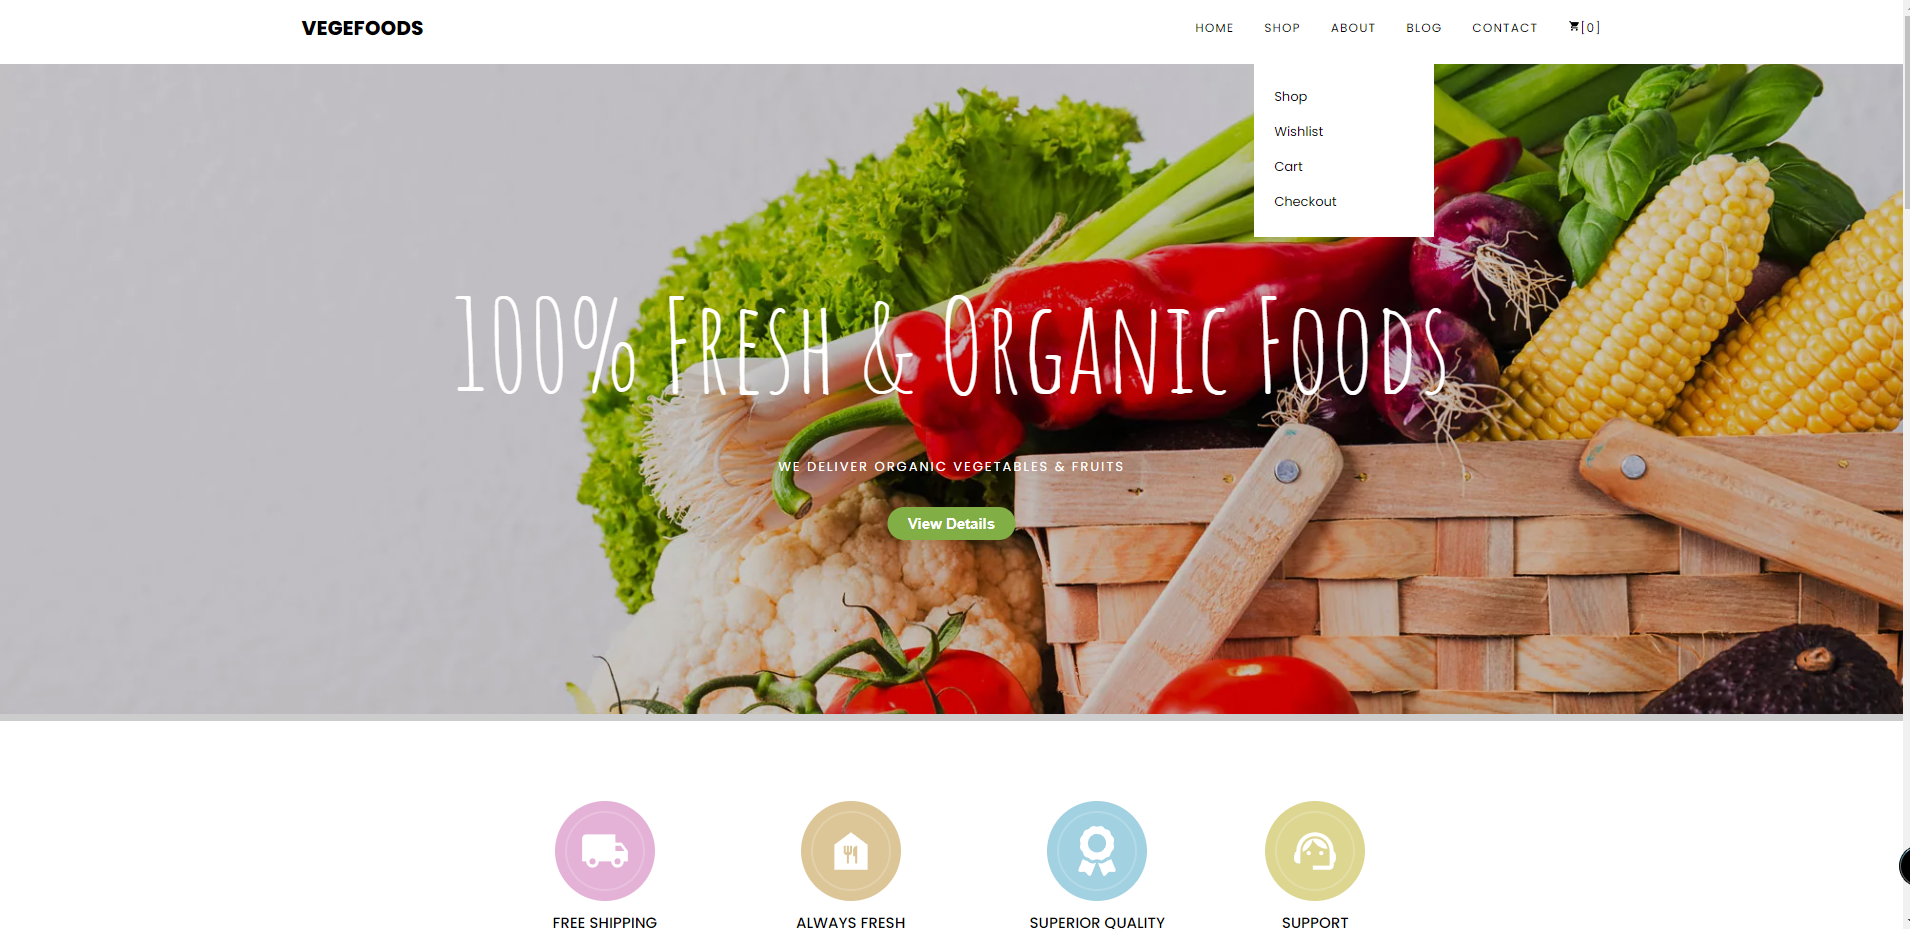 VEGEFOODS
HOME SHOP ABOUT BLOG CONTACT [0]
Shop
Wishlist
Cart
Checkout
100% Fresh & Organic Foods
WE DELIVER ORGANIC VEGETABLES & FRUITS
View Details
FREE SHIPPING ALWAYS FRESH SUPERIOR QUALITY SUPPORT